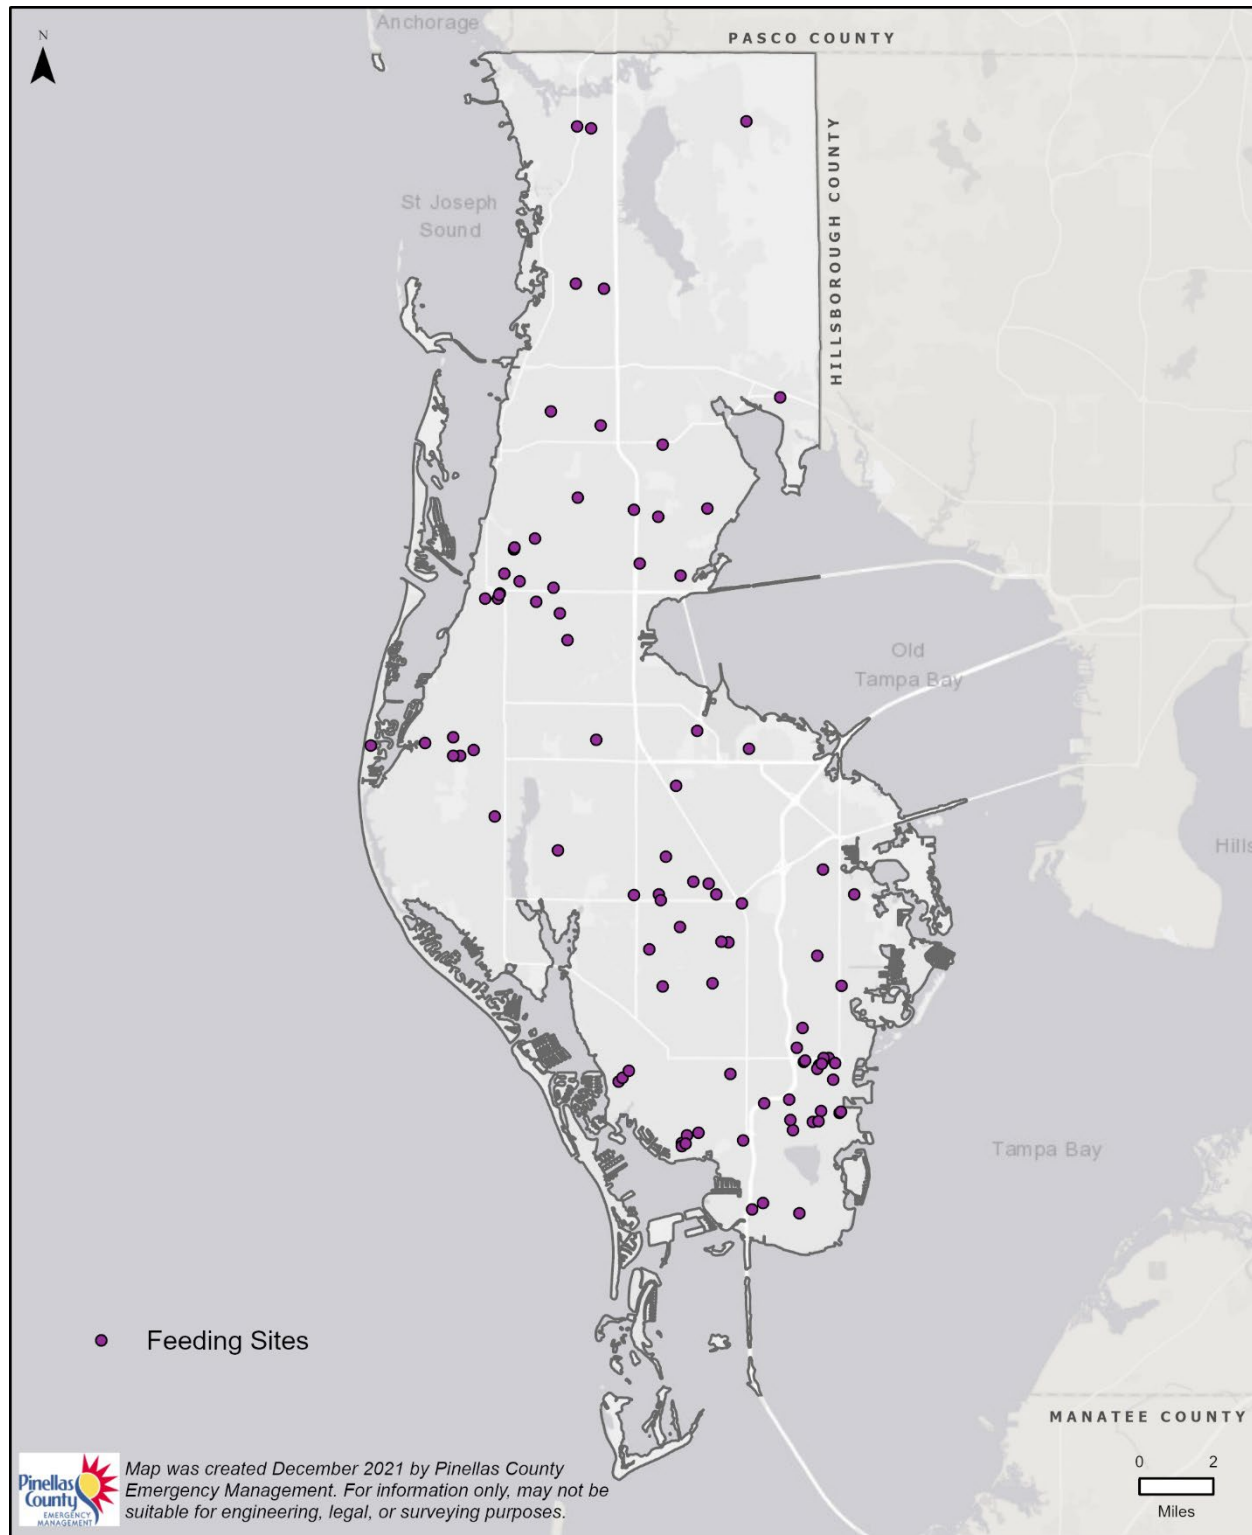 Anchorage
N
PASCO COUNTY
HILLSBOROUGH COUNTY
St Joseph
Sound
Old
Tampa Bay
Hills
Tampa Bay
Feeding Sites
MANATEE COUNTY
Pinellas
County
EMERGENCY
MANAGEMENT
Map was created December 2021 by Pinellas County
Emergency Management. For information only, may not be
suitable for engineering, legal, or surveying purposes.
0 2
Miles